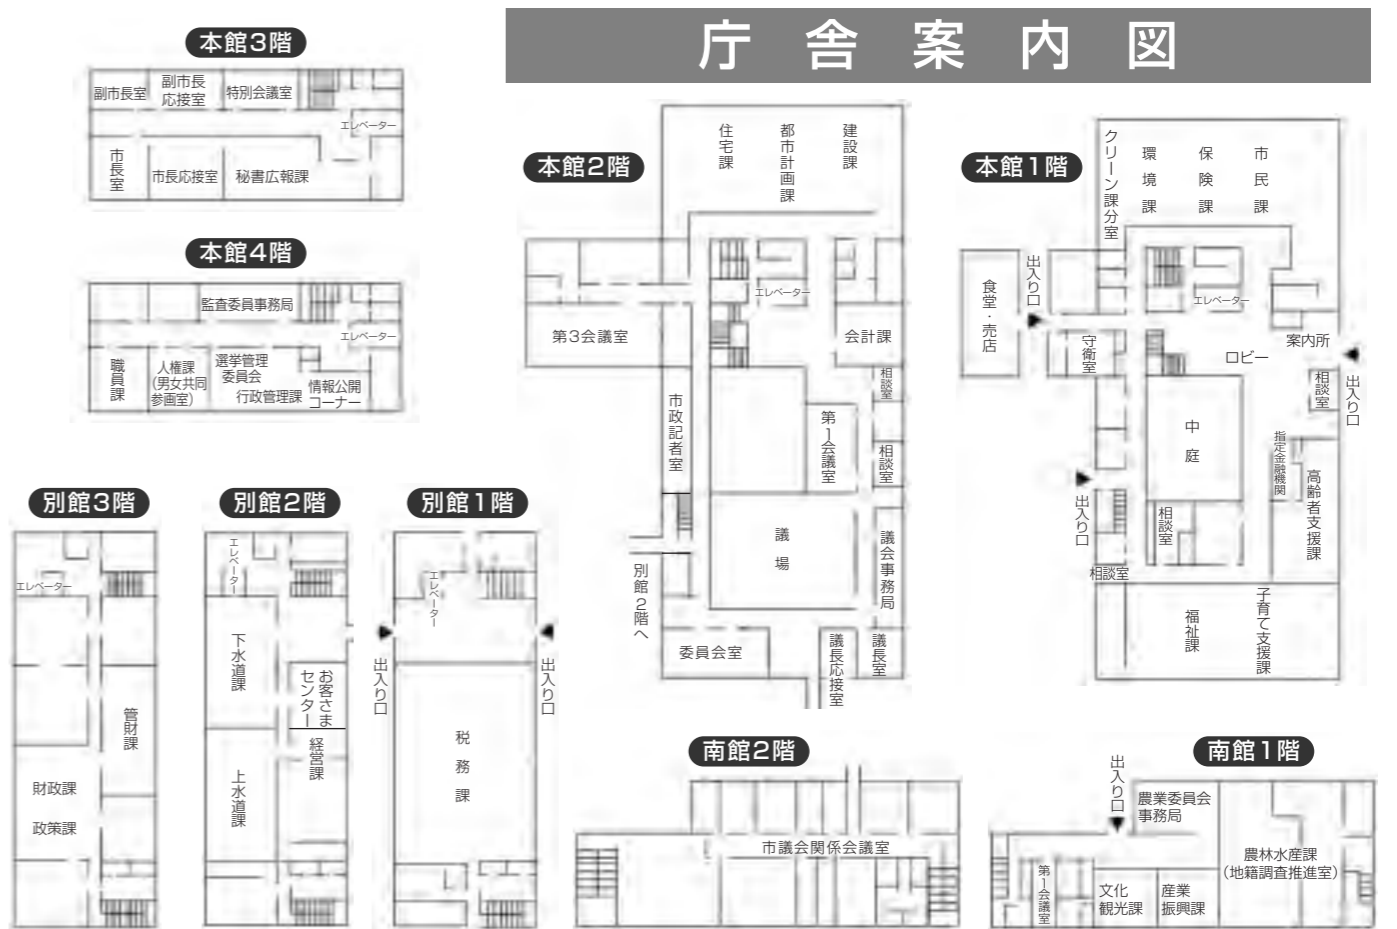 庁舎案内図
本館3階
副市長室
副市長
応接室
特別会議室
エレベーター
市長室
市長応接室
秘書広報課
本館4階
監査委員事務局
エレベーター
職員課
人権課
(男女共同
参画室)
選挙管理
委員会
行政管理課
情報公開
コーナー
本館2階
住宅課
都市計画課
建設課
エレベーター
第3会議室
会計課
相談室
市政記者室
第1会議室
相談室
議場
議会事務局
別館2階へ
委員会室
議長応接室
議長室
本館1階
クリーン課分室
環境課
保険課
市民課
出入り口
食堂・売店
エレベーター
守衛室
案内所
ロビー
出入り口
相談室
中庭
指定金融機関
高齢者支援課
出入り口
相談室
相談室
福祉課
子育て支援課
別館3階
エレベーター
管財課
財政課
政策課
別館2階
エレベーター
下水道課
お客さま
センター
経営課
上水道課
別館1階
エレベーター
出入り口
出入り口
税務課
南館2階
市議会関係会議室
南館1階
出入り口
農業委員会
事務局
農林水産課
(地籍調査推進室)
第1会議室
文化
観光課
産業
振興課